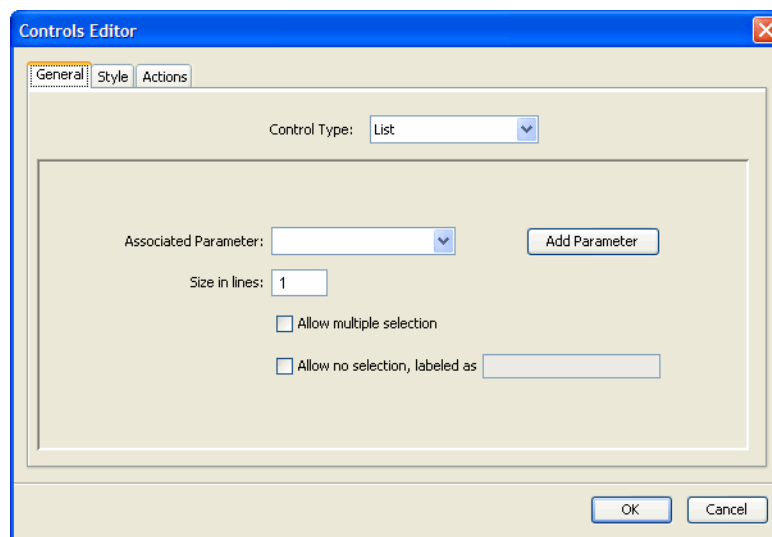 Controls Editor
General Style Actions
Control Type: List
Associated Parameter: Add Parameter
Size in lines: 1
Allow multiple selection
Allow no selection, labeled as
OK Cancel